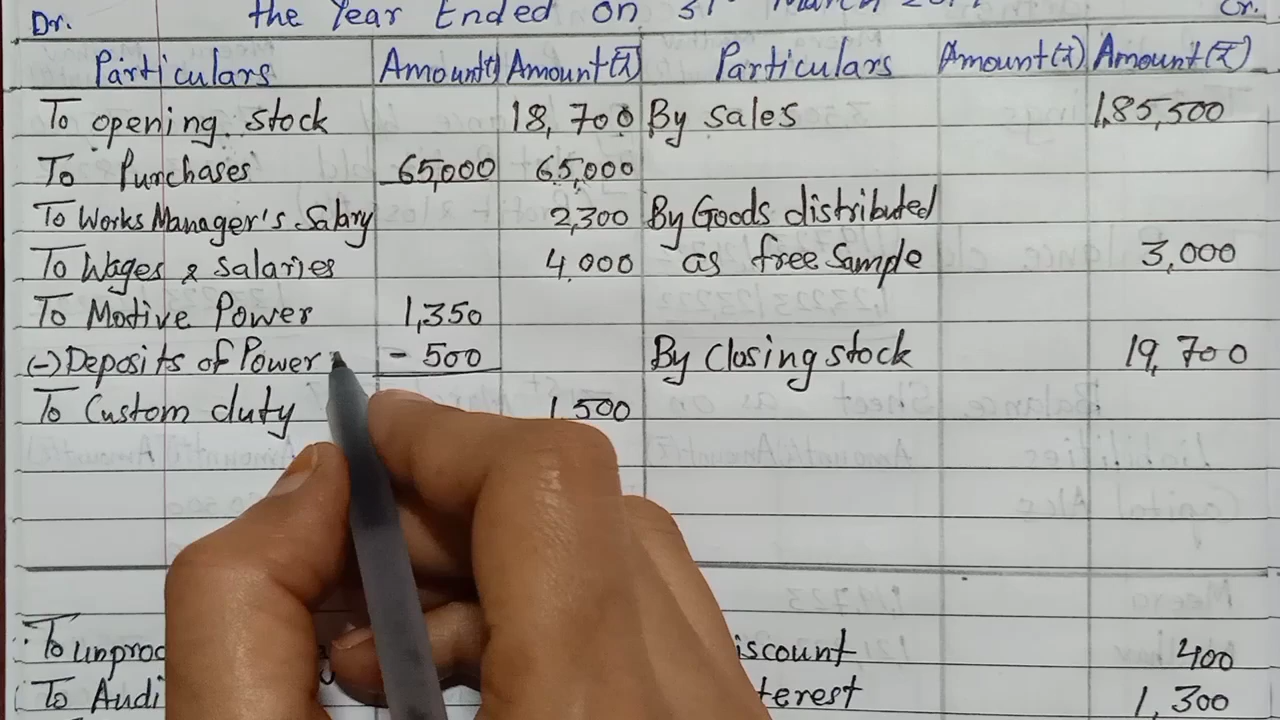 Dr. the Year Ended on 31st March Cr.
Particulars Amount(₹) Amount(₹) Particulars Amount(₹) Amount(₹)
To opening stock 18,700 By sales 1,85,500
To Purchases 65,000 65,000
To Works Manager's Salary 2,300 By Goods distributed
To Wages & Salaries 4,000 as free Sample 3,000
To Motive Power 1,350
(-) Deposits of Power - 500 By Closing stock 19,700
To Custom duty 1,500
To iscount 400
To Audi terest 1,300